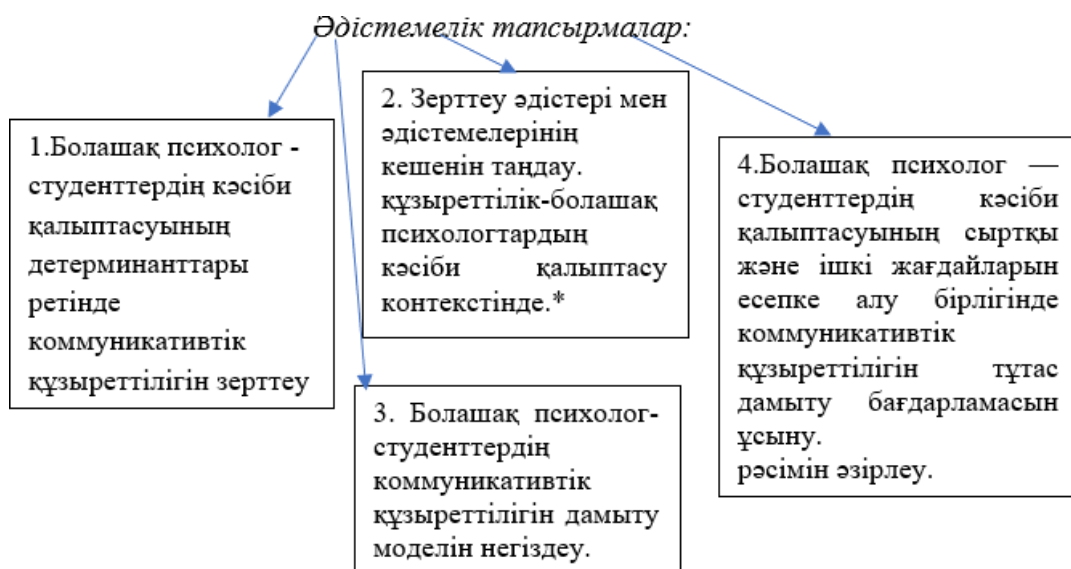 Әдістемелік тапсырмалар:
1.Болашақ психолог -
студенттердің кәсіби
қалыптасуының
детерминанттары
ретінде
коммуникативтік
құзыреттілігін зерттеу
2. Зерттеу әдістері мен
әдістемелерінің
кешенін таңдау.
құзыреттілік-болашақ
психологтардың
кәсіби қалыптасу
контекстінде.*
3. Болашақ психолог-
студенттердің
коммуникативтік
құзыреттілігін дамыту
моделін негіздеу.
4.Болашақ психолог —
студенттердің кәсіби
қалыптасуының сыртқы
және ішкі жағдайларын
есепке алу бірлігінде
коммуникативтік
құзыреттілігін тұтас
дамыту бағдарламасын
ұсыну.
рәсімін әзірлеу.